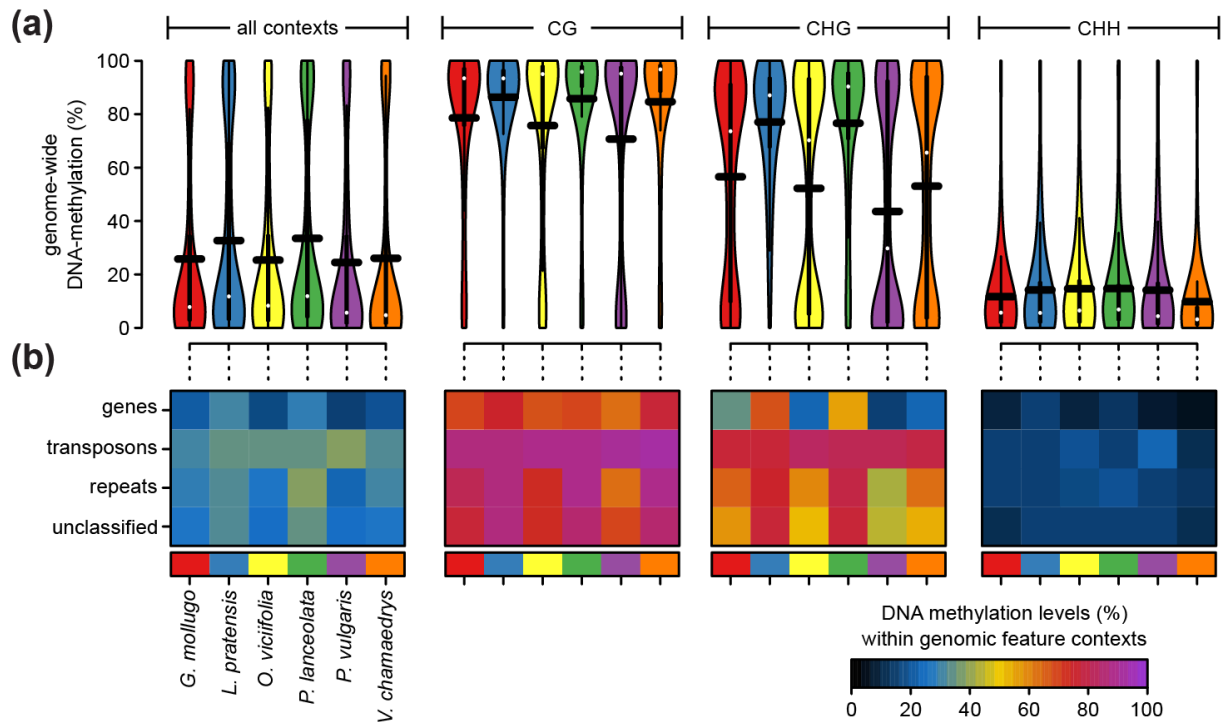 (a)
all contexts
CG
CHG
CHH
genome-wide
DNA-methylation (%)
100
80
60
40
20
0
(b)
genes
transposons
repeats
unclassified
G. mollugo
L. pratensis
O. viciifolia
P. lanceolata
P. vulgaris
V. chamaedrys
DNA methylation levels (%)
within genomic feature contexts
0 20 40 60 80 100